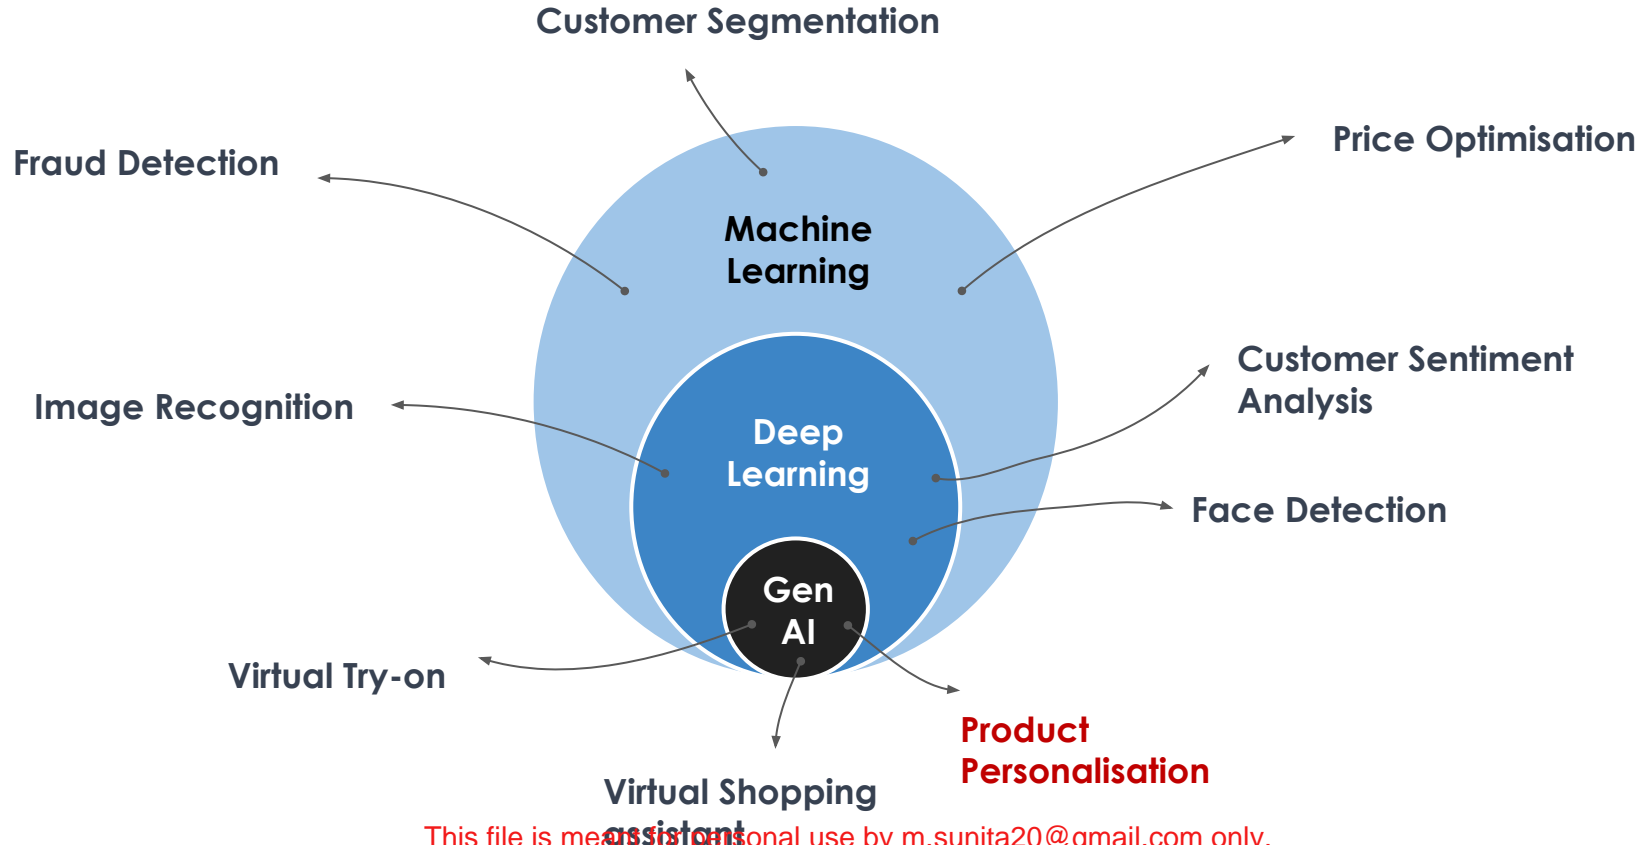 Customer Segmentation
Price Optimisation
Fraud Detection
Machine
Learning
Customer Sentiment
Analysis
Image Recognition
Deep
Learning
Face Detection
Gen
AI
Virtual Try-on
Product
Personalisation
Virtual Shopping
assistant
This file is meant for personal use by m.sunita20@gmail.com only.